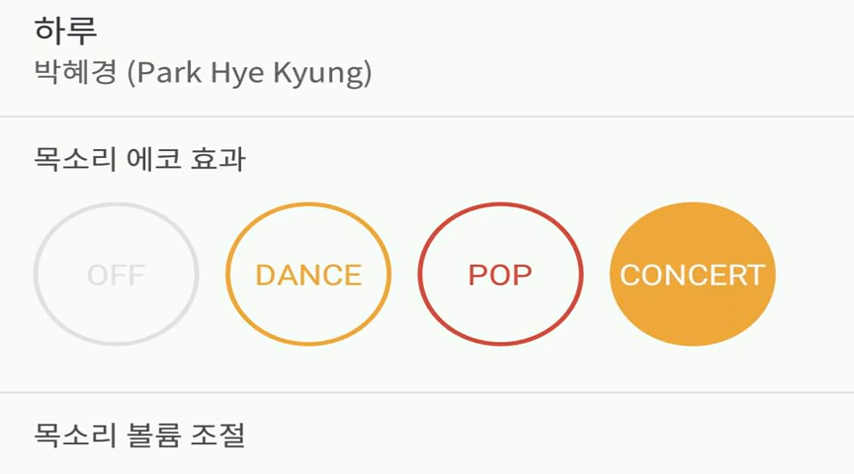 하루
박혜경 (Park Hye Kyung)
목소리 에코 효과
OFF DANCE POP CONCERT
목소리 볼륨 조절